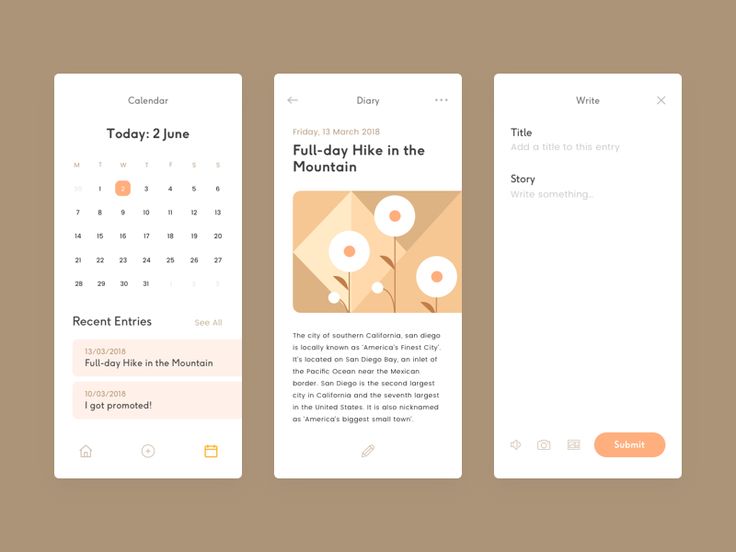 Calendar
Today: 2 June
M T W T F S S
1 2 3 4 5 6
7 8 9 10 11 12 13
14 15 16 17 18 19 20
21 22 23 24 25 26 27
28 29 30 31 1 2 3
Recent Entries See All
13/03/2018
Full-day Hike in the Mountain
10/03/2018
I got promoted!
Diary
Friday, 13 March 2018
Full-day Hike in the
Mountain
The city of southern California, san diego
is locally known as 'America's Finest City'.
It's located on San Diego Bay, an inlet of
the Pacific Ocean near the Mexican
border. San Diego is the second largest
city in California and the seventh largest
in the United States. It is also nicknamed
as 'America's biggest small town'.
Write
Title
Add a title to this entry
Story
Write something..
Submit